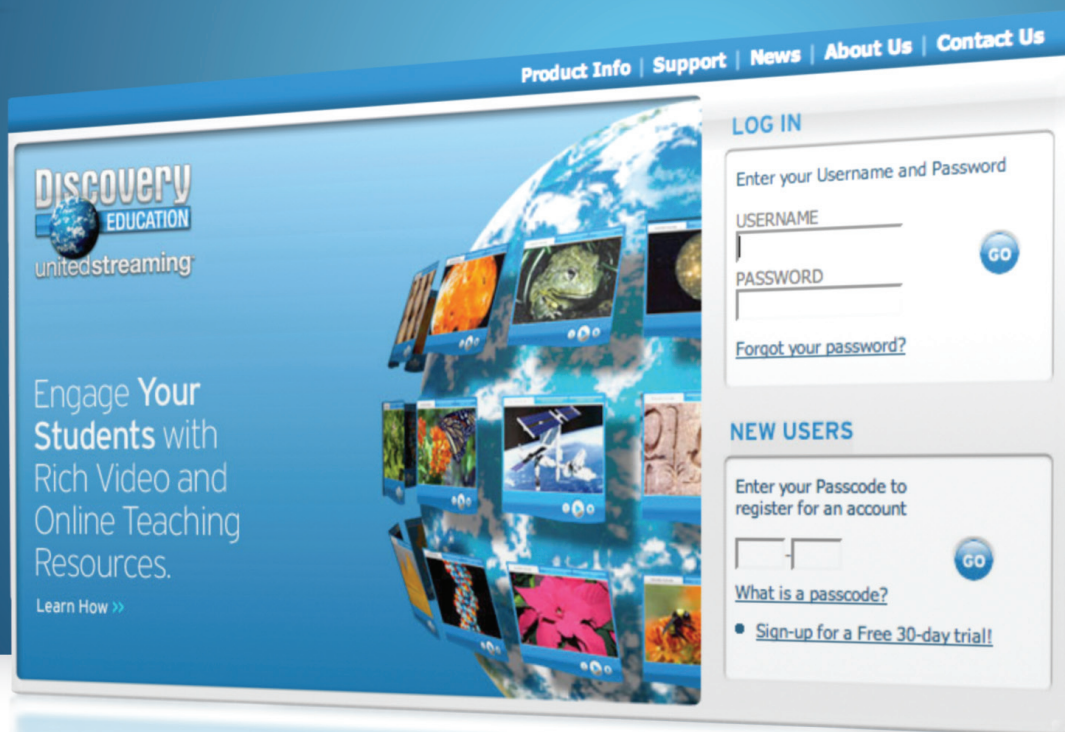 Product Info | Support | News | About Us | Contact Us
DISCOVERY
EDUCATION
unitedstreaming
Engage Your
Students with
Rich Video and
Online Teaching
Resources.
Learn How »
LOG IN
Enter your Username and Password
USERNAME
GO
PASSWORD
Forgot your password?
NEW USERS
Enter your Passcode to
register for an account
-
GO
What is a passcode?
• Sign-up for a Free 30-day trial!